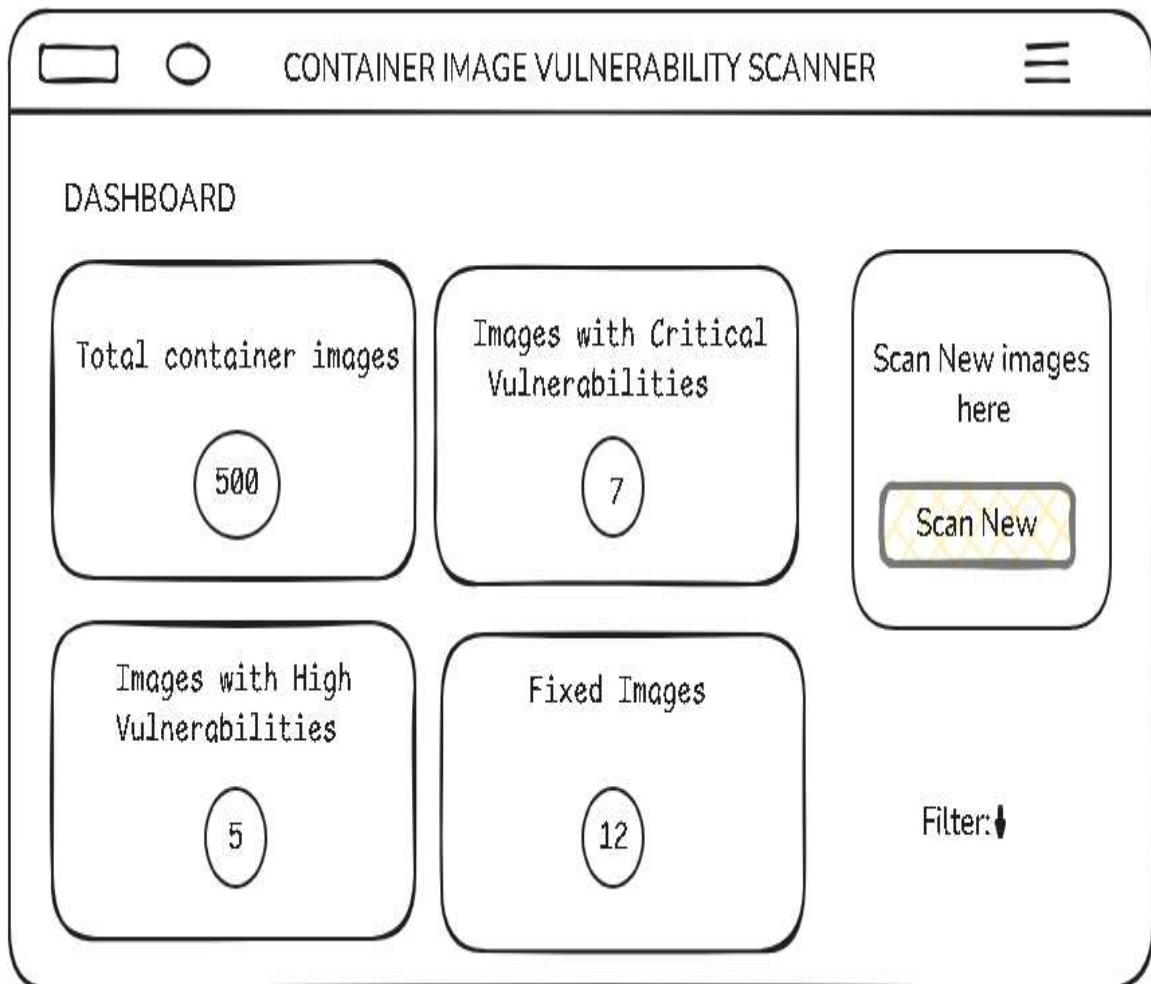 CONTAINER IMAGE VULNERABILITY SCANNER
DASHBOARD
Total container images
500
Images with Critical
Vulnerabilities
7
Scan New images
here
Scan New
Images with High
Vulnerabilities
5
Fixed Images
12
Filter: